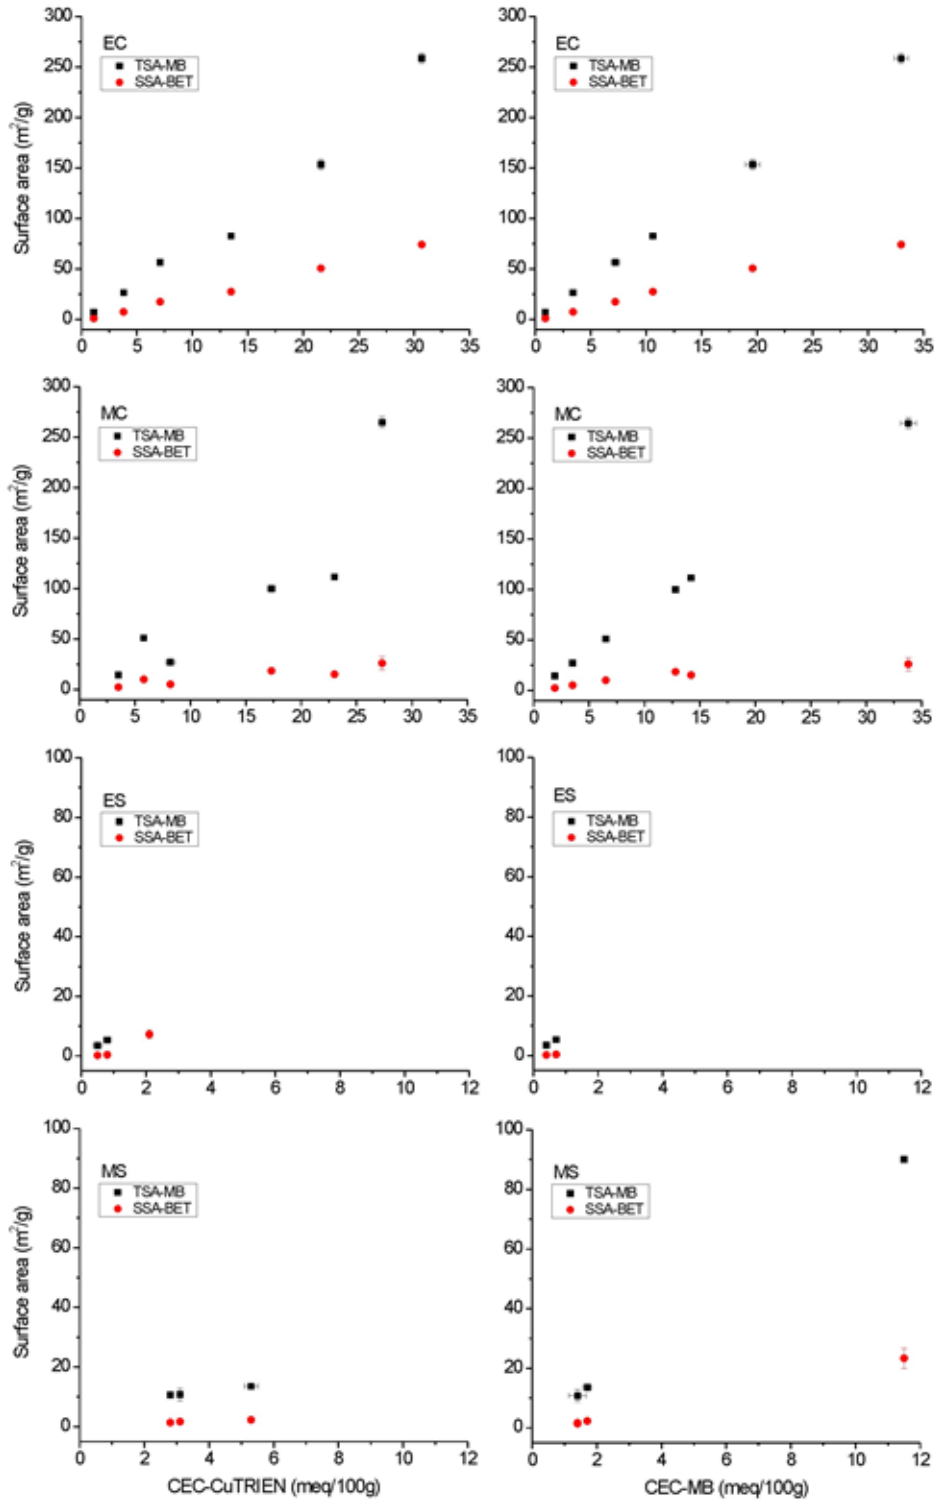 300
250
200
150
100
50
0
Surface area (m²/g)
EC
TSA-MB
SSA-BET
0 5 10 15 20 25 30 35
300
250
200
150
100
50
0
EC
TSA-MB
SSA-BET
0 5 10 15 20 25 30 35
300
250
200
150
100
50
0
Surface area (m²/g)
MC
TSA-MB
SSA-BET
0 5 10 15 20 25 30 35
300
250
200
150
100
50
0
MC
TSA-MB
SSA-BET
0 5 10 15 20 25 30 35
100
80
60
40
20
0
Surface area (m²/g)
ES
TSA-MB
SSA-BET
0 2 4 6 8 10 12
100
80
60
40
20
0
ES
TSA-MB
SSA-BET
0 2 4 6 8 10 12
100
80
60
40
20
0
Surface area (m²/g)
MS
TSA-MB
SSA-BET
0 2 4 6 8 10 12
CEC-CuTRIEN (meq/100g)
100
80
60
40
20
0
MS
TSA-MB
SSA-BET
0 2 4 6 8 10 12
CEC-MB (meq/100g)